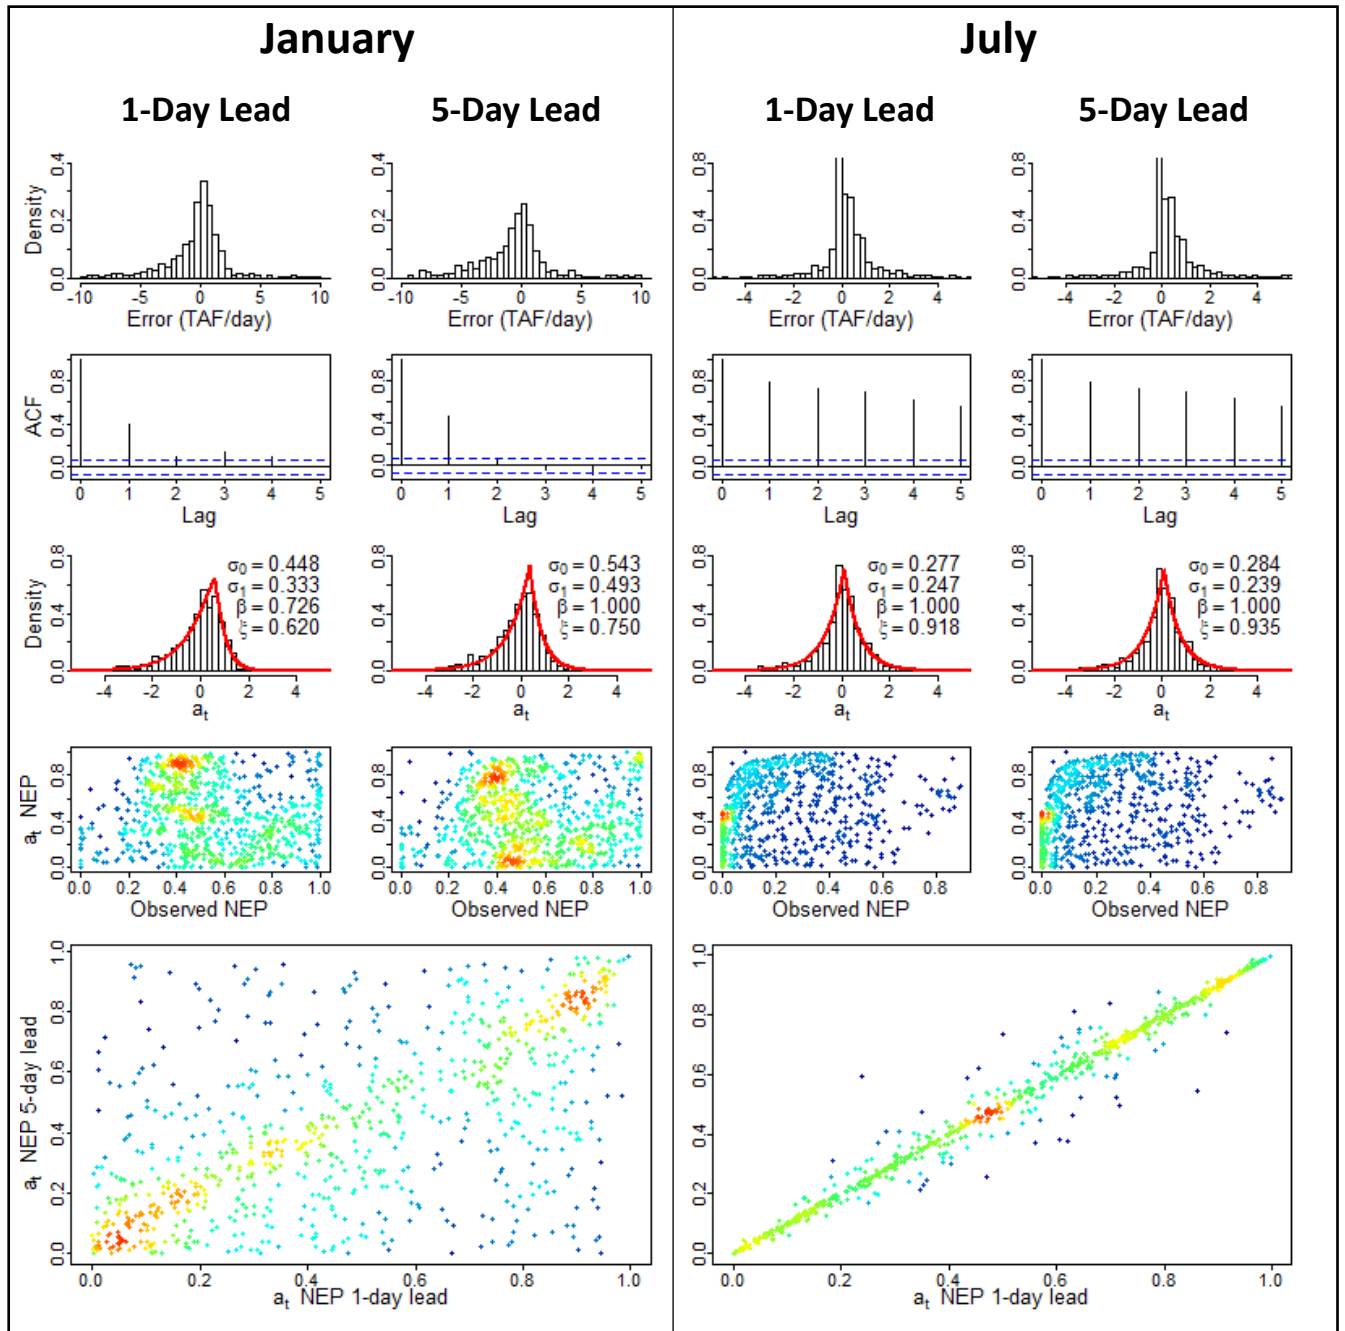 January
July
1-Day Lead
5-Day Lead
1-Day Lead
5-Day Lead
Density
0.0 0.2 0.4
-10 -5 0 5 10
Error (TAF/day)
0.0 0.2 0.4
-10 -5 0 5 10
Error (TAF/day)
0.0 0.4 0.8
-4 -2 0 2 4
Error (TAF/day)
0.0 0.4 0.8
-4 -2 0 2 4
Error (TAF/day)
ACF
0.0 0.4 0.8
0 1 2 3 4 5
Lag
0.0 0.4 0.8
0 1 2 3 4 5
Lag
0.0 0.4 0.8
0 1 2 3 4 5
Lag
0.0 0.4 0.8
0 1 2 3 4 5
Lag
Density
0.0 0.4 0.8
σ0 = 0.448
σ1 = 0.333
β = 0.726
ξ = 0.620
-4 -2 0 2 4
at
0.0 0.4 0.8
σ0 = 0.543
σ1 = 0.493
β = 1.000
ξ = 0.750
-4 -2 0 2 4
at
0.0 0.4 0.8
σ0 = 0.277
σ1 = 0.247
β = 1.000
ξ = 0.918
-4 -2 0 2 4
at
0.0 0.4 0.8
σ0 = 0.284
σ1 = 0.239
β = 1.000
ξ = 0.935
-4 -2 0 2 4
at
at NEP
0.0 0.4 0.8
0.0 0.2 0.4 0.6 0.8 1.0
Observed NEP
0.0 0.4 0.8
0.0 0.2 0.4 0.6 0.8 1.0
Observed NEP
0.0 0.4 0.8
0.0 0.2 0.4 0.6 0.8
Observed NEP
0.0 0.4 0.8
0.0 0.2 0.4 0.6 0.8
Observed NEP
at NEP 5-day lead
0.0 0.2 0.4 0.6 0.8 1.0
0.0 0.2 0.4 0.6 0.8 1.0
at NEP 1-day lead
0.0 0.2 0.4 0.6 0.8 1.0
0.0 0.2 0.4 0.6 0.8 1.0
at NEP 1-day lead